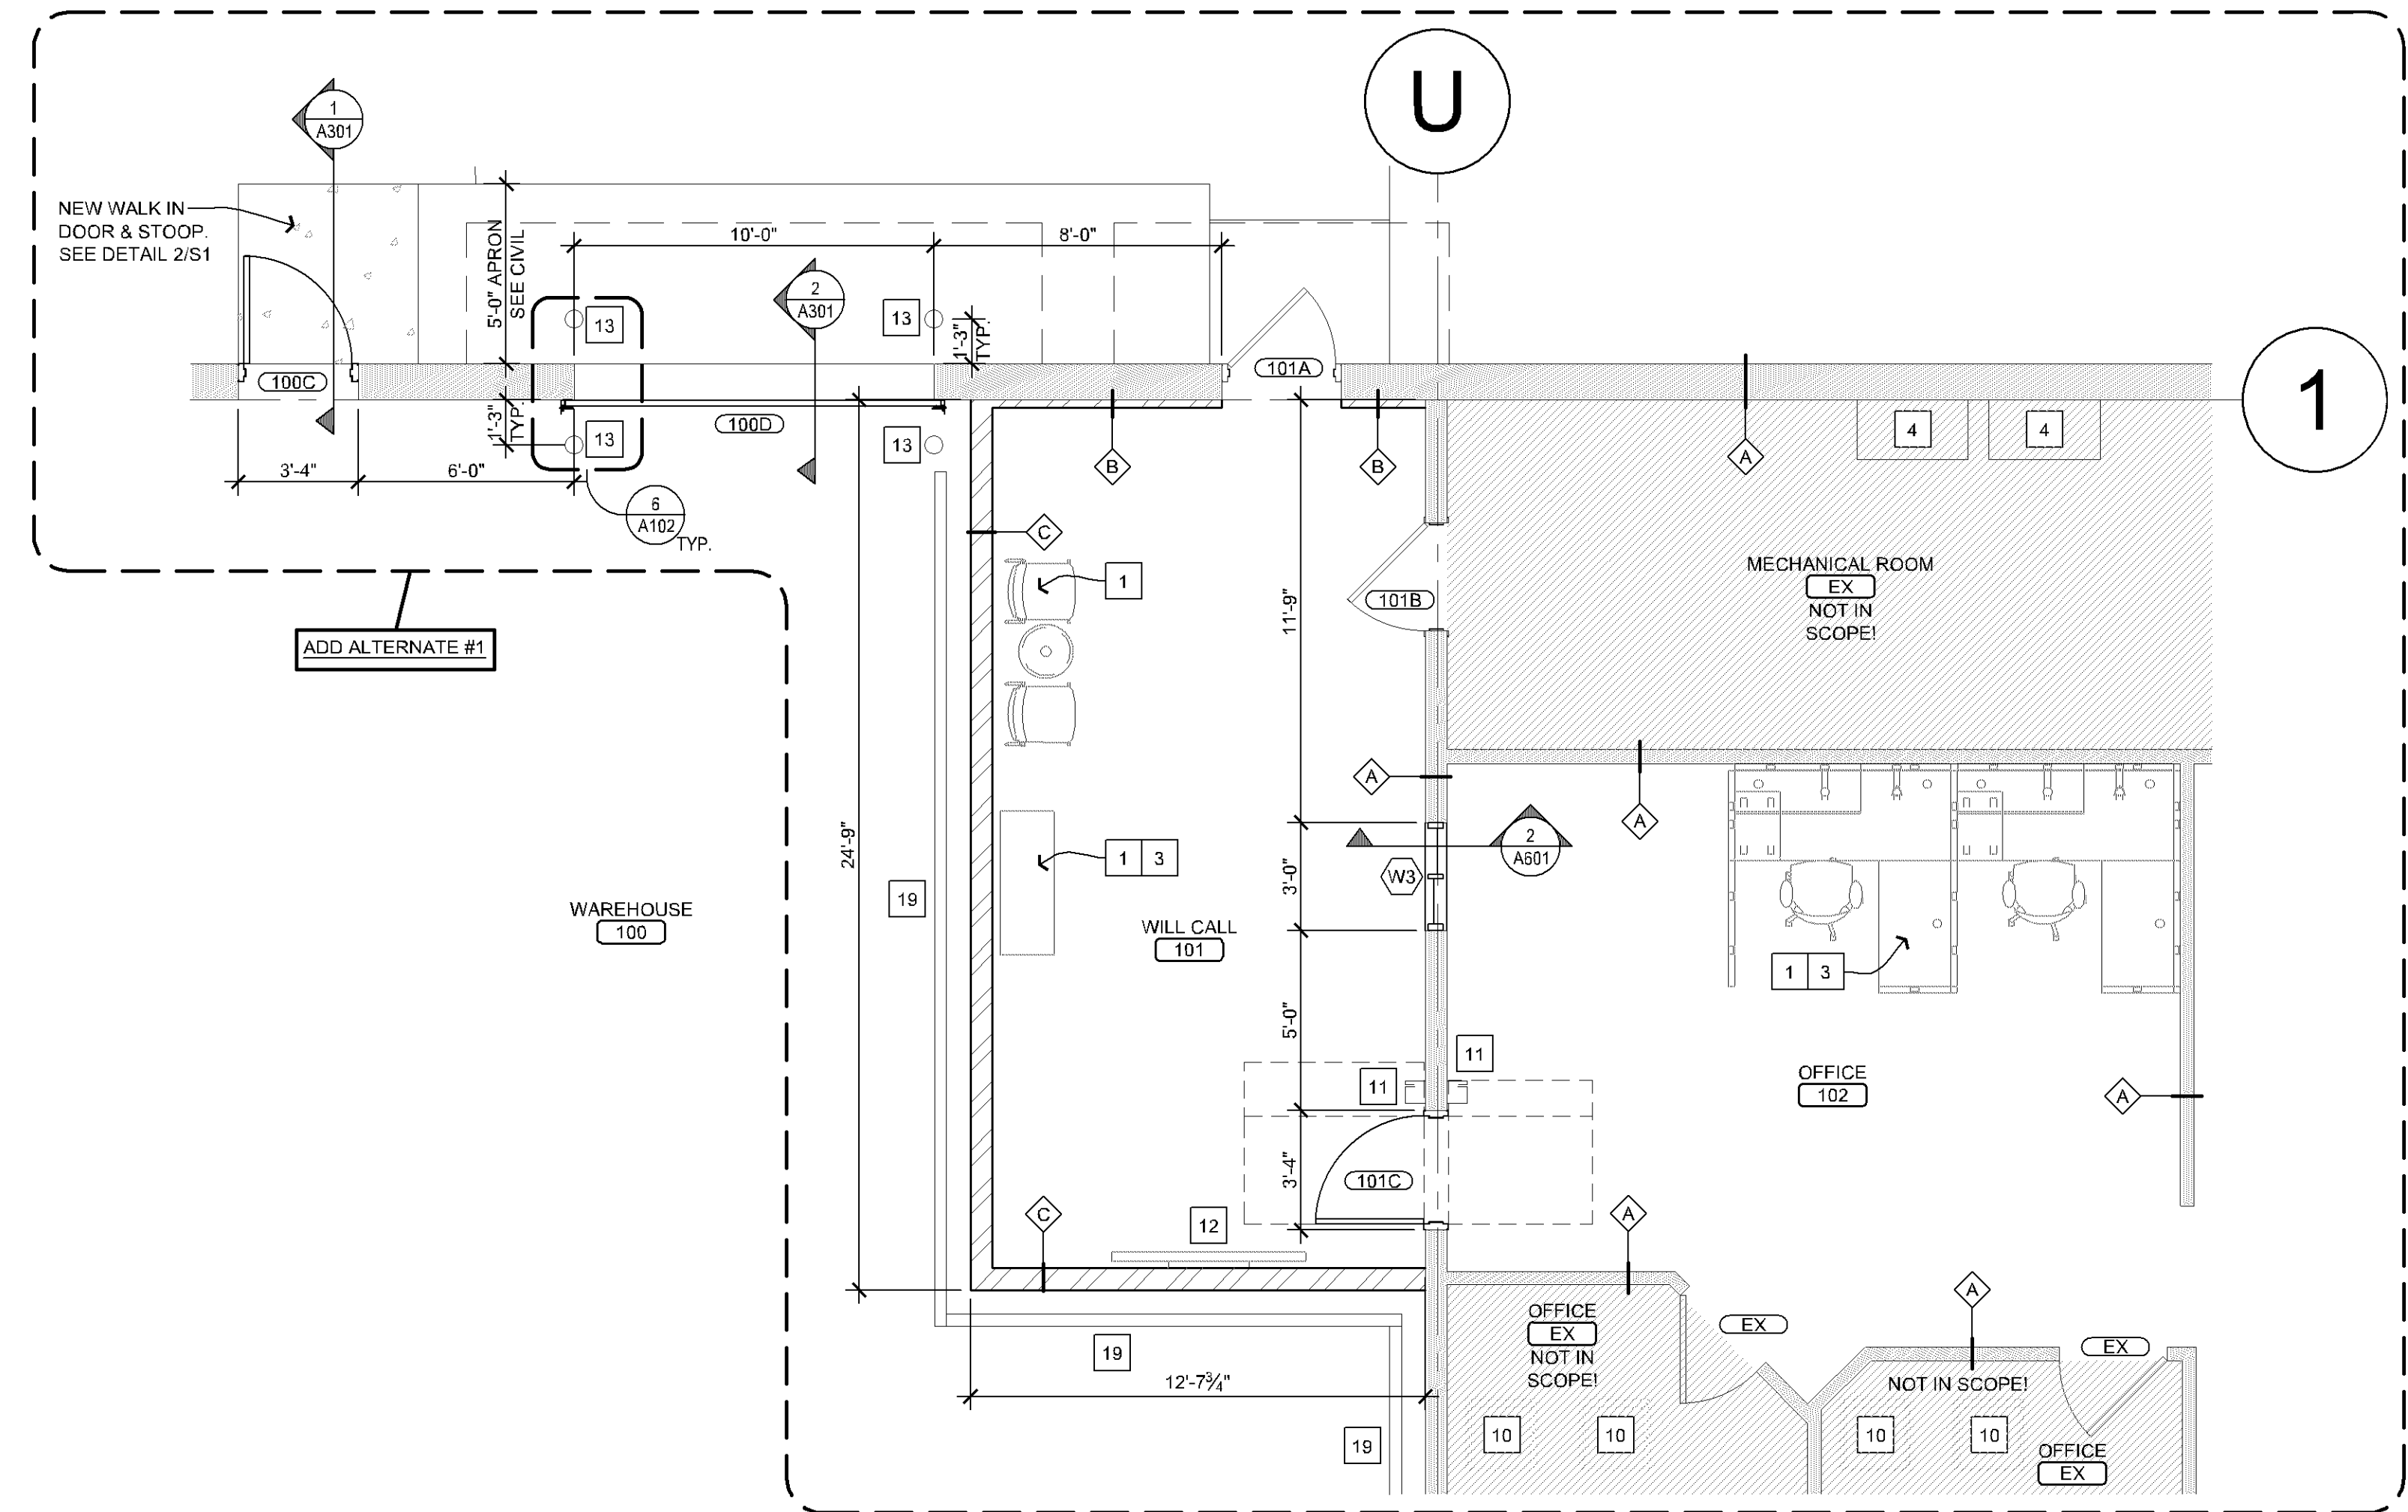 U
1
A301
NEW WALK IN
DOOR & STOOP.
SEE DETAIL 2/S1
5'-0" APRON
SEE CIVIL
10'-0"
8'-0"
2
A301
13
13
1'-3"
TYP.
100C
101A
1
1'-3"
TYP.
13
100D
13
B
B
A
4
4
3'-4"
6'-0"
6
A102
TYP.
C
1
11'-9"
101B
MECHANICAL ROOM
EX
NOT IN
SCOPE!
ADD ALTERNATE #1
A
A
2
A601
24'-9"
1 3
3'-0"
W3
19
WAREHOUSE
100
WILL CALL
101
1 3
5'-0"
11
11
OFFICE
102
A
3'-4"
101C
C
12
A
A
OFFICE
EX
NOT IN
SCOPE!
EX
EX
19
12'-7¾"
NOT IN SCOPE!
19
10
10
10
10
OFFICE
EX